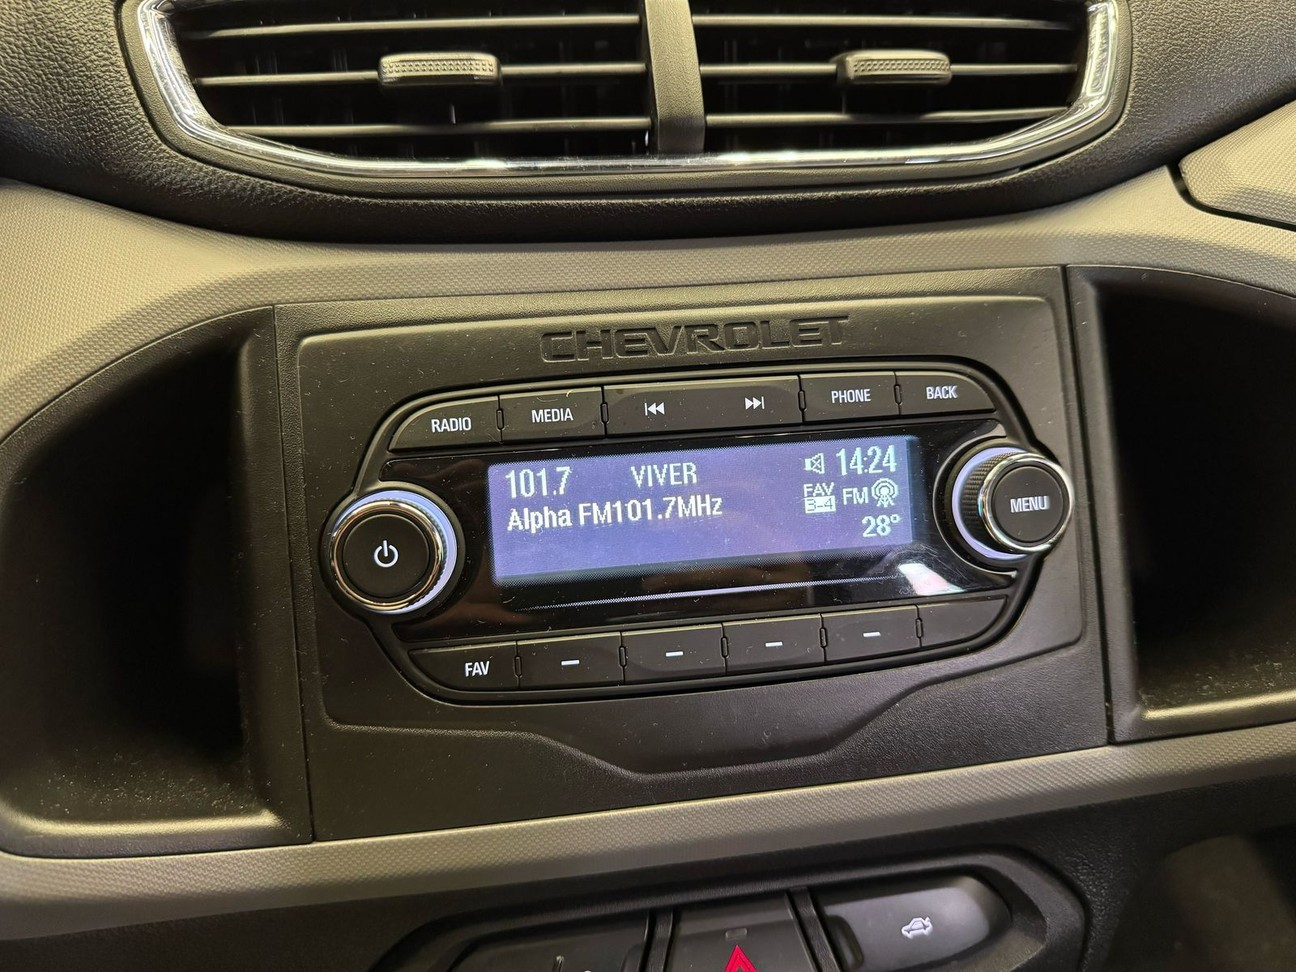 CHEVROLET
RADIO MEDIA PHONE BACK
101.7 VIVER 14:24
Alpha FM101.7MHz FAV B-4 FM
28°
MENU
FAV